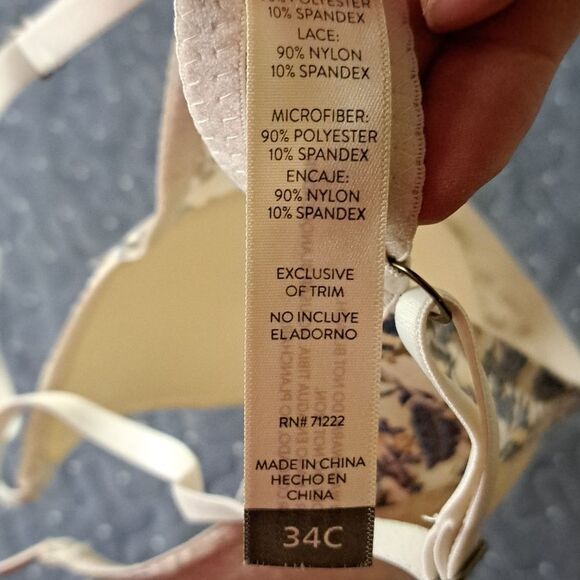 POLYESTER
10% SPANDEX
LACE:
90% NYLON
10% SPANDEX
MICROFIBER:
90% POLYESTER
10% SPANDEX
ENCAJE:
90% NYLON
10% SPANDEX
EXCLUSIVE
OF TRIM
NO INCLUYE
EL ADORNO
RN# 71222
MADE IN CHINA
HECHO EN
CHINA
34C